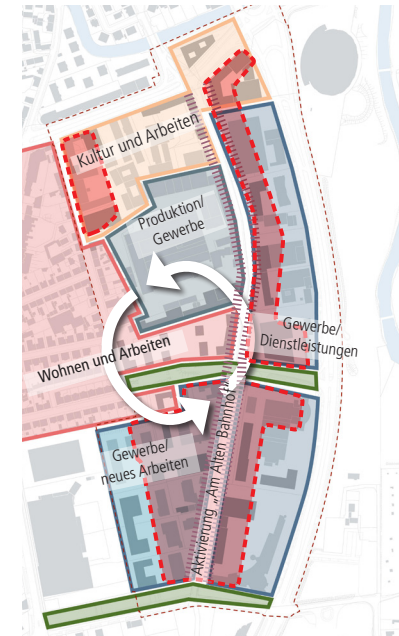 Kultur und Arbeiten
Produktion/
Gewerbe
Gewerbe/
Dienstleistungen
Wohnen und Arbeiten
Gewerbe/
neues Arbeiten
Aktivierung „Am Alten Bahnhof“